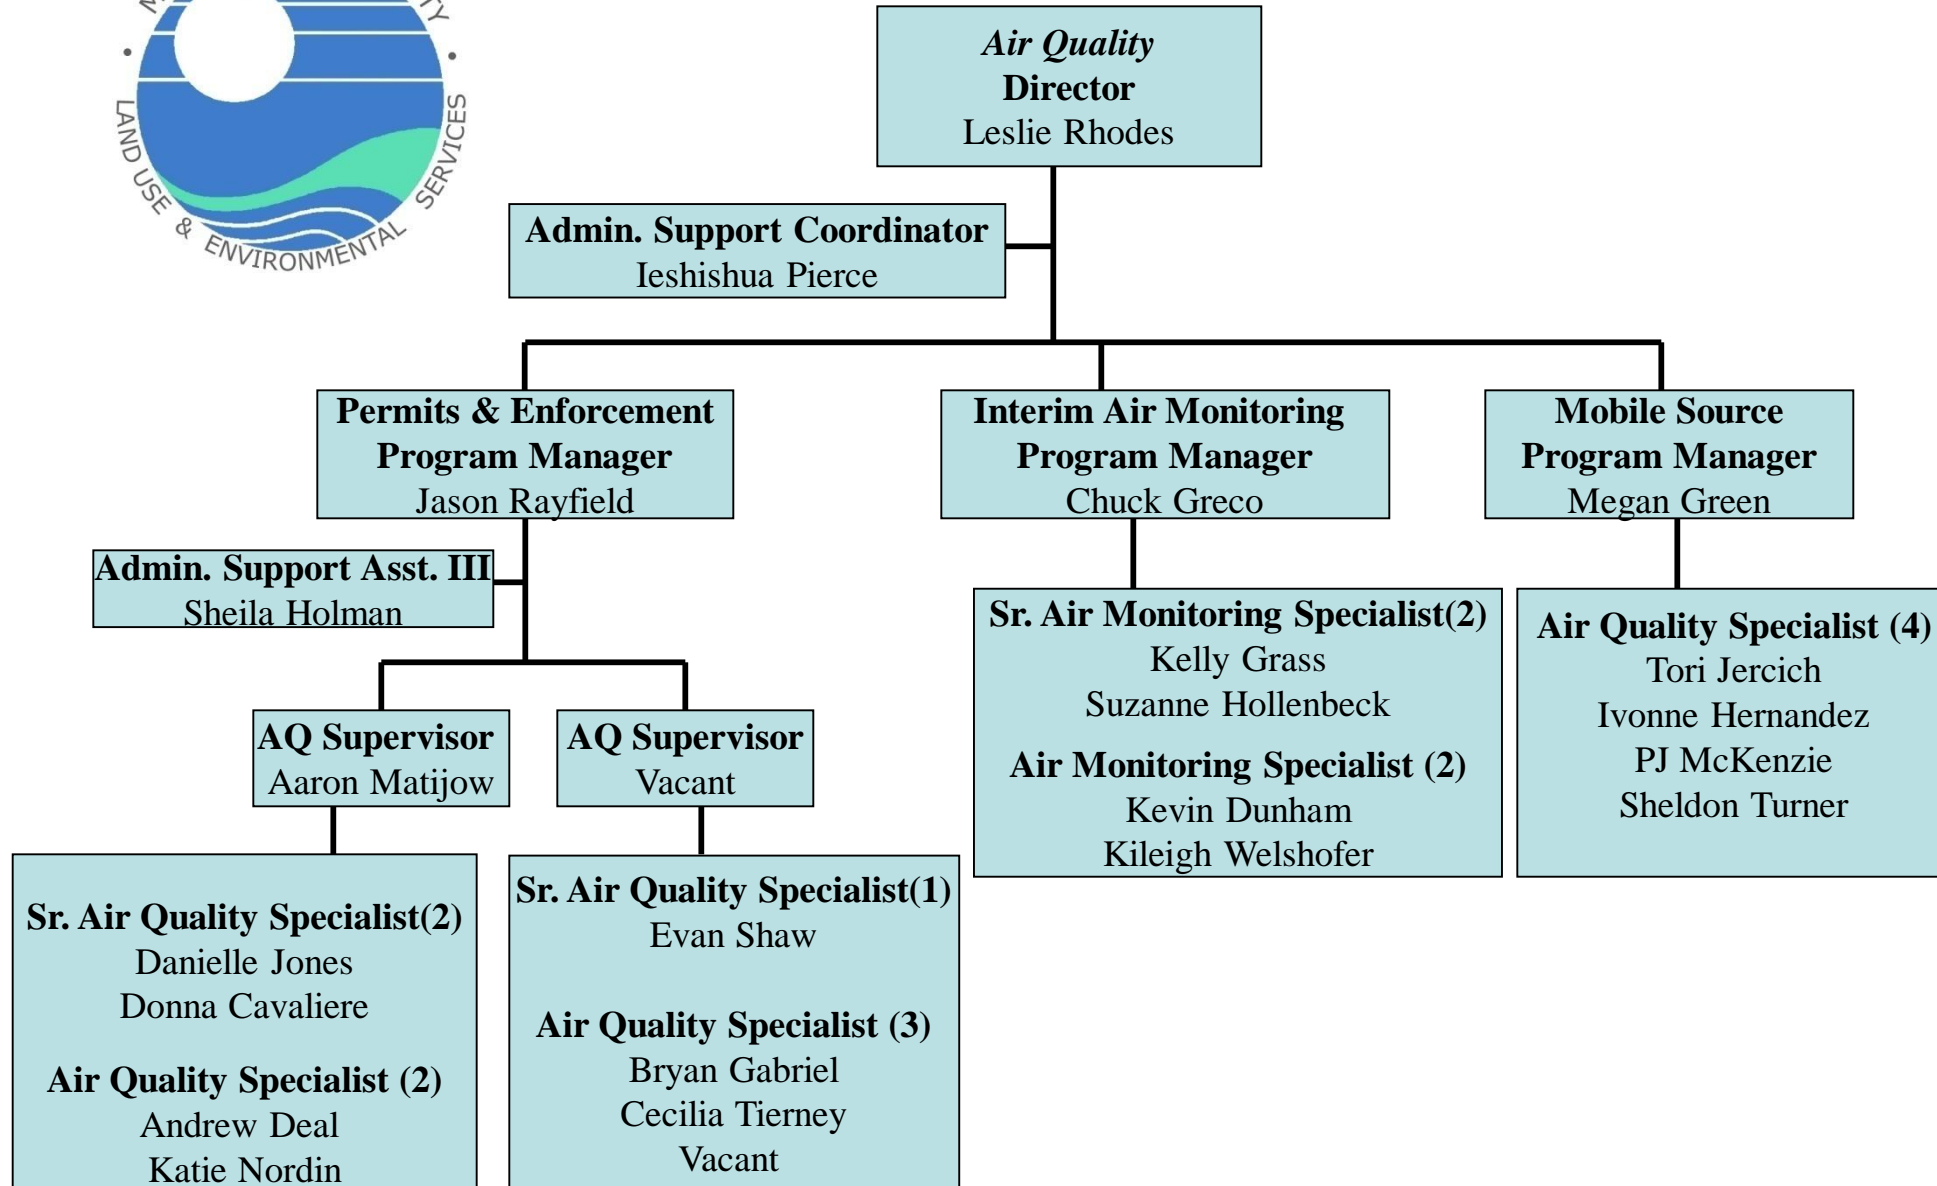 LAND USE & ENVIRONMENTAL SERVICES
Air Quality
Director
Leslie Rhodes
Admin. Support Coordinator
Ieshishua Pierce
Permits & Enforcement
Program Manager
Jason Rayfield
Interim Air Monitoring
Program Manager
Chuck Greco
Mobile Source
Program Manager
Megan Green
Admin. Support Asst. III
Sheila Holman
AQ Supervisor
Aaron Matijow
AQ Supervisor
Vacant
Sr. Air Monitoring Specialist(2)
Kelly Grass
Suzanne Hollenbeck
Air Monitoring Specialist (2)
Kevin Dunham
Kileigh Welshofer
Air Quality Specialist (4)
Tori Jercich
Ivonne Hernandez
PJ McKenzie
Sheldon Turner
Sr. Air Quality Specialist(2)
Danielle Jones
Donna Cavaliere
Air Quality Specialist (2)
Andrew Deal
Katie Nordin
Sr. Air Quality Specialist(1)
Evan Shaw
Air Quality Specialist (3)
Bryan Gabriel
Cecilia Tierney
Vacant